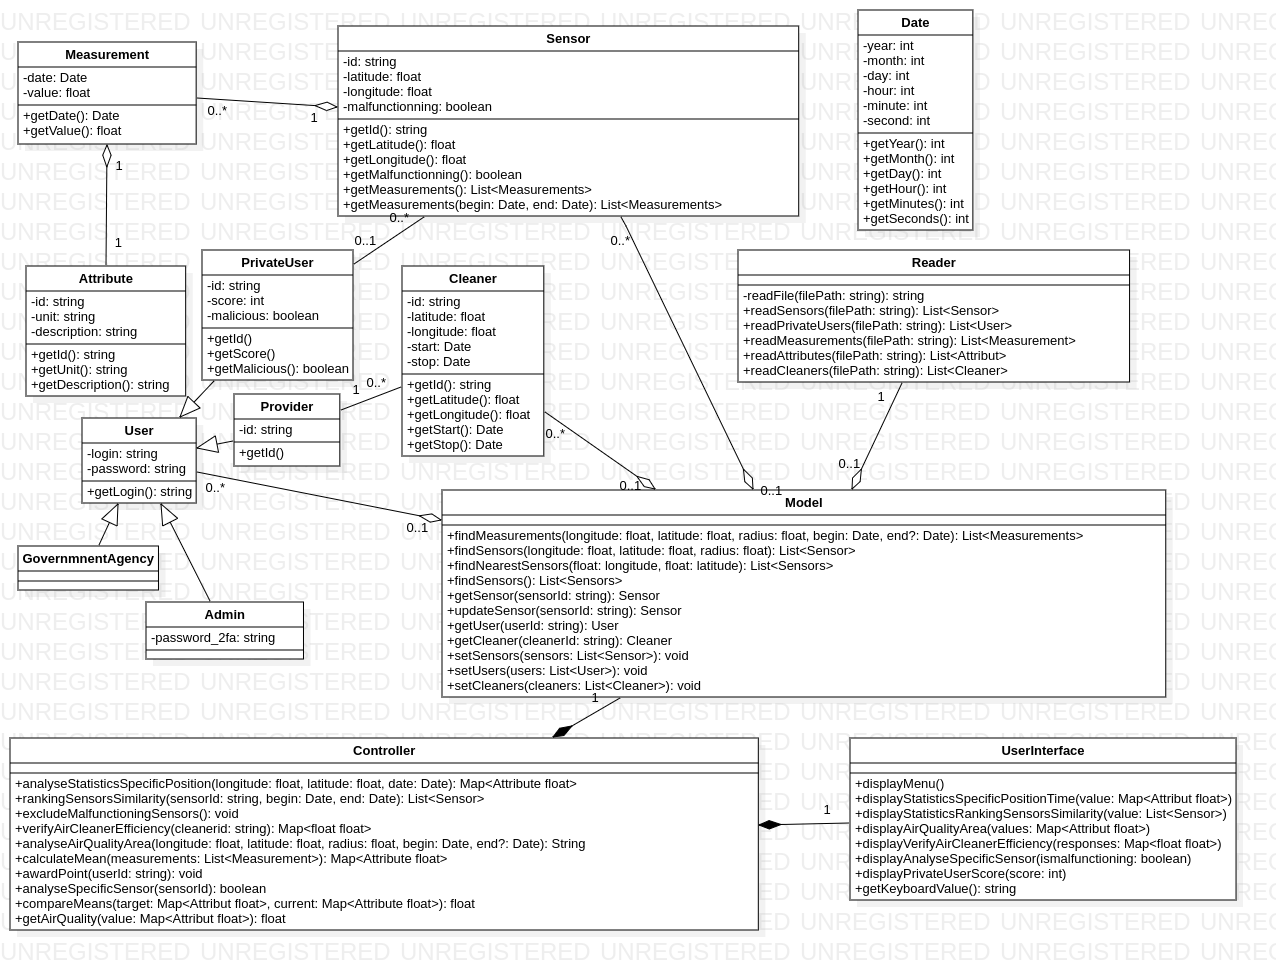 Measurement
-date: Date
-value: float
+getDate(): Date
+getValue(): float
0..*
1
Sensor
-id: string
-latitude: float
-longitude: float
-malfunctionning: boolean
+getId(): string
+getLatitude(): float
+getLongitude(): float
+getMalfunctionning(): boolean
+getMeasurements(): List<Measurements>
+getMeasurements(begin: Date, end: Date): List<Measurements>
Date
-year: int
-month: int
-day: int
-hour: int
-minute: int
-second: int
+getYear(): int
+getMonth(): int
+getDay(): int
+getHour(): int
+getMinutes(): int
+getSeconds(): int
1
1
0..*
0..1
0..*
Attribute
-id: string
-unit: string
-description: string
+getId(): string
+getUnit(): string
+getDescription(): string
PrivateUser
-id: string
-score: int
-malicious: boolean
+getId()
+getScore()
+getMalicious(): boolean
Cleaner
-id: string
-latitude: float
-longitude: float
-start: Date
-stop: Date
+getId(): string
+getLatitude(): float
+getLongitude(): float
+getStart(): Date
+getStop(): Date
Reader
-readFile(filePath: string): string
+readSensors(filePath: string): List<Sensor>
+readPrivateUsers(filePath: string): List<User>
+readMeasurements(filePath: string): List<Measurement>
+readAttributes(filePath: string): List<Attribut>
+readCleaners(filePath: string): List<Cleaner>
1
0..*
1
Provider
-id: string
+getId()
User
-login: string
-password: string
+getLogin(): string
0..*
0..1
0..*
0..1
0..1
0..1
GovernmnentAgency
Admin
-password_2fa: string
Model
+findMeasurements(longitude: float, latitude: float, radius: float, begin: Date, end?: Date): List<Measurements>
+findSensors(longitude: float, latitude: float, radius: float): List<Sensor>
+findNearestSensors(float: longitude, float: latitude): List<Sensors>
+findSensors(): List<Sensors>
+getSensor(sensorId: string): Sensor
+updateSensor(sensorId: string): Sensor
+getUser(userId: string): User
+getCleaner(cleanerId: string): Cleaner
+setSensors(sensors: List<Sensor>): void
+setUsers(users: List<User>): void
+setCleaners(cleaners: List<Cleaner>): void
1
Controller
+analyseStatisticsSpecificPosition(longitude: float, latitude: float, date: Date): Map<Attribute float>
+rankingSensorsSimilarity(sensorId: string, begin: Date, end: Date): List<Sensor>
+excludeMalfunctioningSensors(): void
+verifyAirCleanerEfficiency(cleanerid: string): Map<float float>
+analyseAirQualityArea(longitude: float, latitude: float, radius: float, begin: Date, end?: Date): String
+calculateMean(measurements: List<Measurement>): Map<Attribute float>
+awardPoint(userId: string): void
+analyseSpecificSensor(sensorId): boolean
+compareMeans(target: Map<Attribut float>, current: Map<Attribute float>): float
+getAirQuality(value: Map<Attribut float>): float
1
UserInterface
+displayMenu()
+displayStatisticsSpecificPositionTime(value: Map<Attribut float>)
+displayStatisticsRankingSensorsSimilarity(value: List<Sensor>)
+displayAirQualityArea(values: Map<Attribut float>)
+displayVerifyAirCleanerEfficiency(responses: Map<float float>)
+displayAnalyseSpecificSensor(ismalfunctioning: boolean)
+displayPrivateUserScore(score: int)
+getKeyboardValue(): string
UNREGISTERED